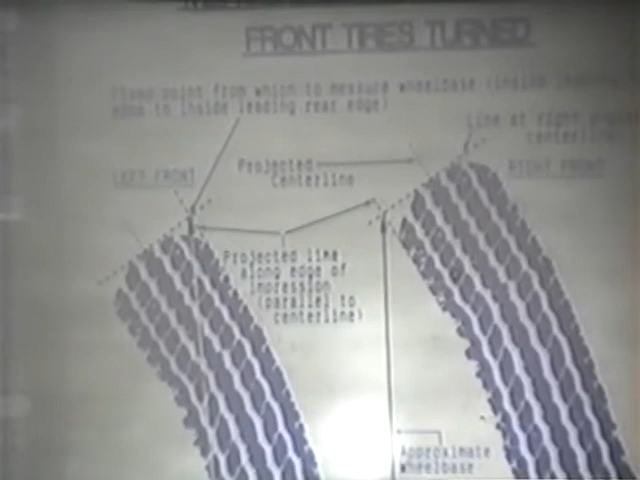 FRONT TIRES TURNED
point from which to measure wheelbase (inside leading
edge to inside leading rear edge)
Line at right
centerline
LEFT FRONT
Projected
Centerline
RIGHT FRONT
Projected line
along edge of
impression
(parallel to
centerline)
Approximate
wheelbase